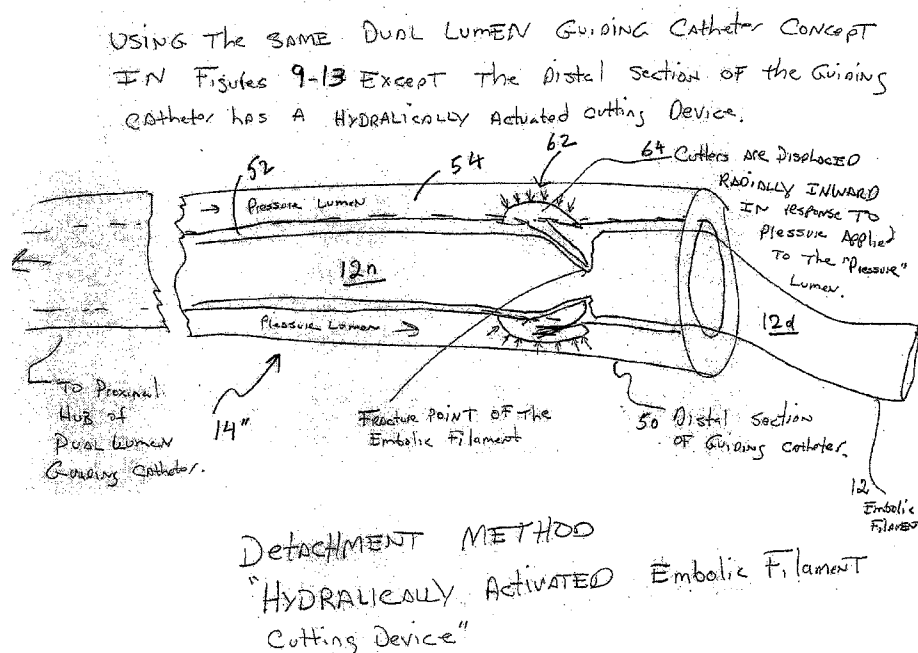 USING THE SAME DUAL LUMEN GUIDING CATHETER CONCEPT
IN FIGURES 9-13 EXCEPT THE DISTAL SECTION OF THE GUIDING
CATHETER HAS A HYDRALICALLY ACTUATED CUTTING DEVICE.
62
52
54
64 CUTTERS ARE DISPLACED
RADIALLY INWARD
IN RESPONSE TO
PRESSURE APPLIED
TO THE "PRESSURE"
LUMEN.
PRESSURE LUMEN
12n
PRESSURE LUMEN
12d
TO PROXIMAL
HUB OF
DUAL LUMEN
GUIDING CATHETER.
14"
FRACTURE POINT OF THE
EMBOLIC FILAMENT
50 DISTAL SECTION
OF GUIDING CATHETER.
12
EMBOLIC
FILAMENT
DETACHMENT METHOD
"HYDRALICALLY ACTIVATED EMBOLIC FILAMENT
CUTTING DEVICE"